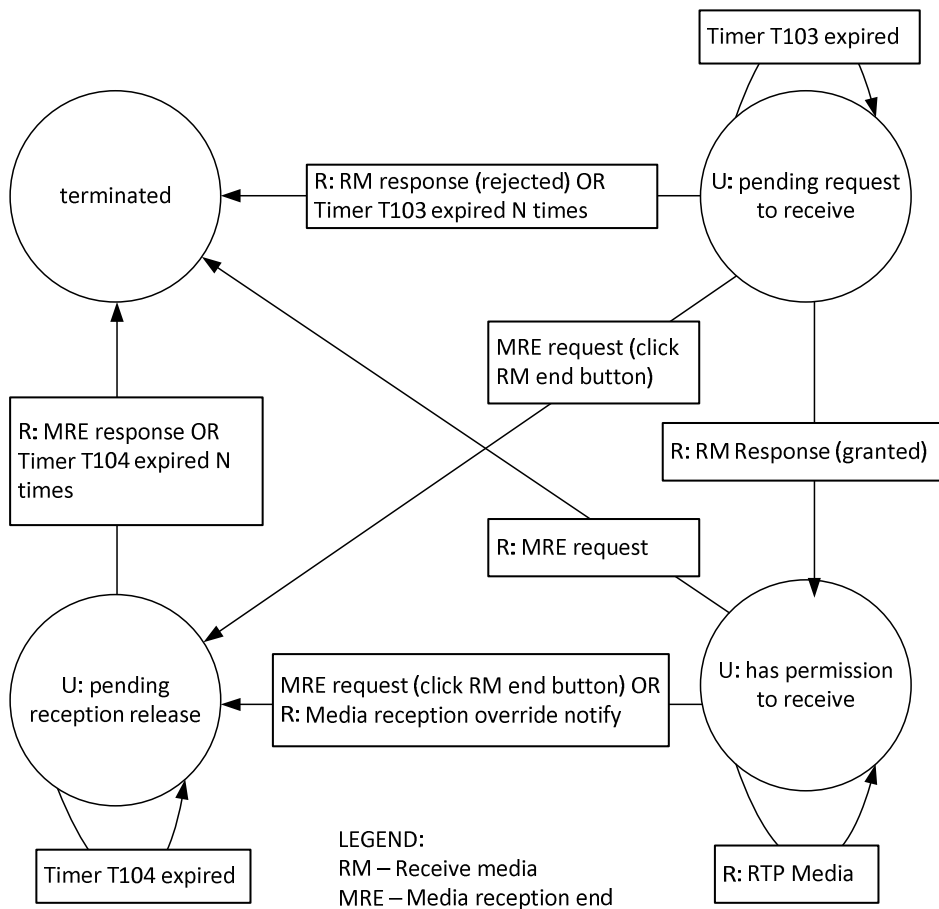 Timer T103 expired
terminated
R: RM response (rejected) OR
Timer T103 expired N times
U: pending request
to receive
MRE request (click
RM end button)
R: MRE response OR
Timer T104 expired N
times
R: RM Response (granted)
R: MRE request
U: pending
reception release
MRE request (click RM end button) OR
R: Media reception override notify
U: has permission
to receive
Timer T104 expired
LEGEND:
RM – Receive media
MRE – Media reception end
R: RTP Media